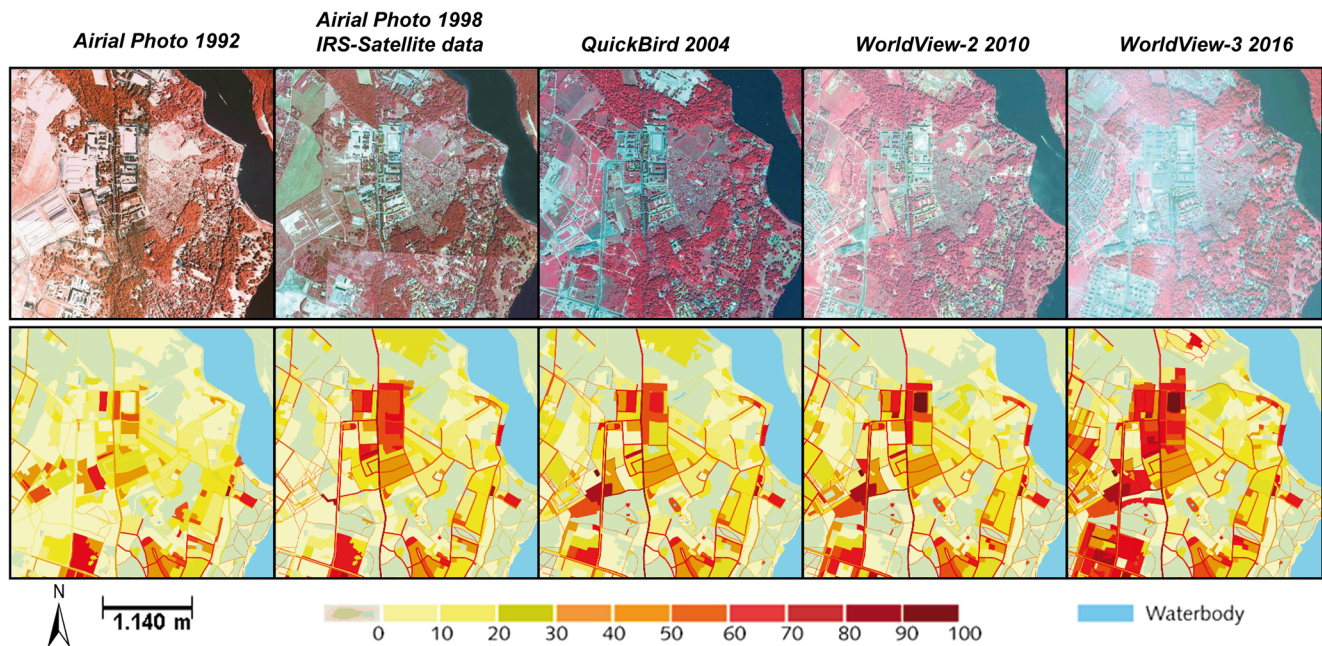 Airial Photo 1992
Airial Photo 1998
IRS-Satellite data
QuickBird 2004
WorldView-2 2010
WorldView-3 2016
N
1.140 m
0 10 20 30 40 50 60 70 80 90 100
Waterbody